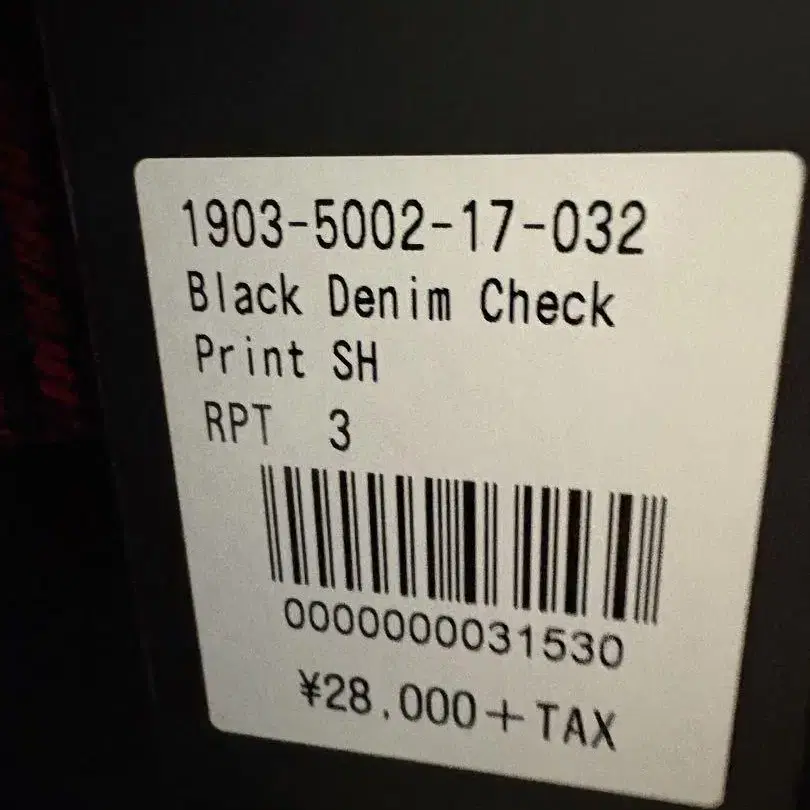 1903-5002-17-032
Black Denim Check
Print SH
RPT 3
0000000031530
¥28,000+TAX